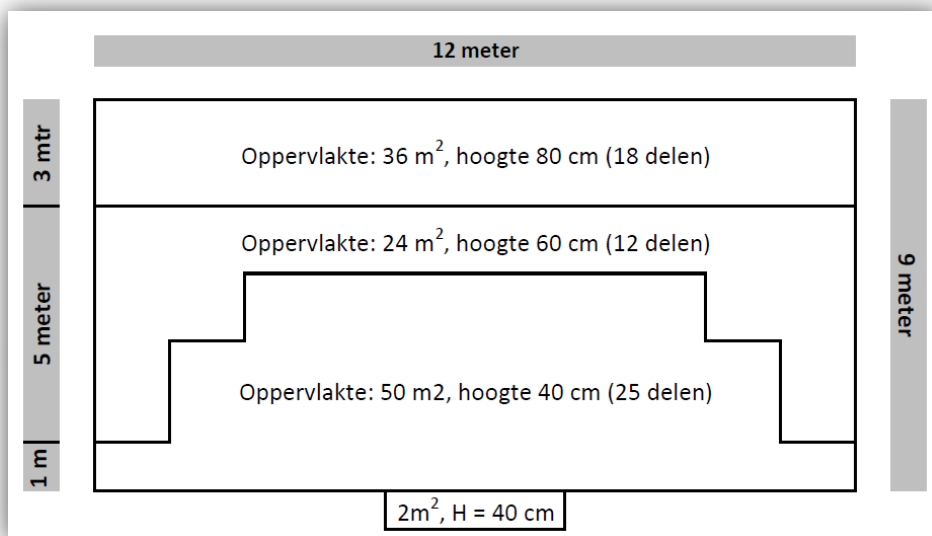 12 meter
3 mtr
Oppervlakte: 36 m², hoogte 80 cm (18 delen)
Oppervlakte: 24 m², hoogte 60 cm (12 delen)
5 meter
9 meter
Oppervlakte: 50 m2, hoogte 40 cm (25 delen)
1 m
2m², H = 40 cm